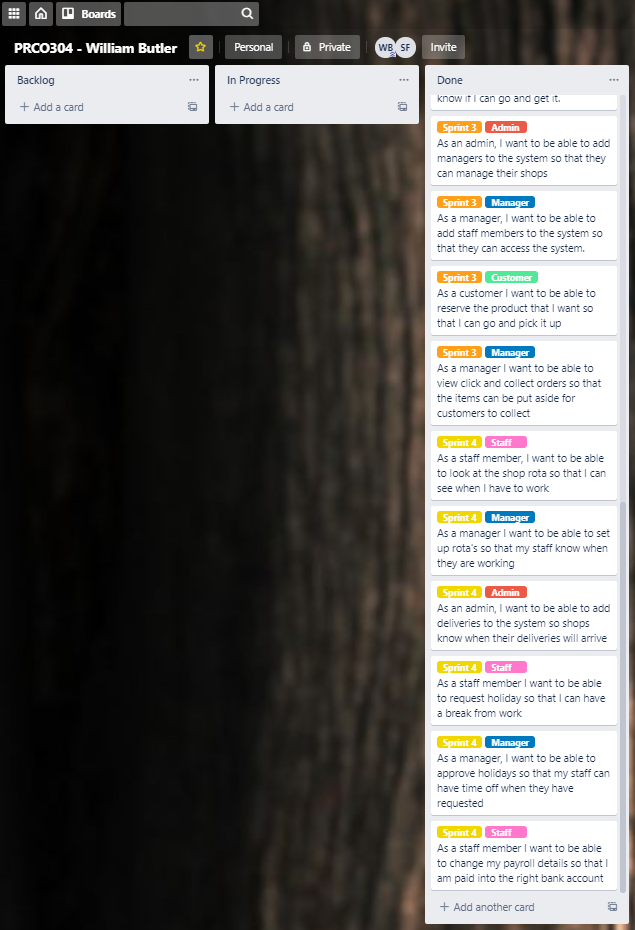 Boards
PRCO304 - William Butler
Personal
Private
WB
SF
Invite
Backlog
+ Add a card
In Progress
+ Add a card
Done
know if I can go and get it.
Sprint 3 Admin
As an admin, I want to be able to add
managers to the system so that they
can manage their shops
Sprint 3 Manager
As a manager, I want to be able to
add staff members to the system so
that they can access the system.
Sprint 3 Customer
As a customer I want to be able to
reserve the product that I want so
that I can go and pick it up
Sprint 3 Manager
As a manager I want to be able to
view click and collect orders so that
the items can be put aside for
customers to collect
Sprint 4 Staff
As a staff member, I want to be able
to look at the shop rota so that I can
see when I have to work
Sprint 4 Manager
As a manager I want to be able to set
up rota's so that my staff know when
they are working
Sprint 4 Admin
As an admin, I want to be able to add
deliveries to the system so shops
know when their deliveries will arrive
Sprint 4 Staff
As a staff member I want to be able
to request holiday so that I can have
a break from work
Sprint 4 Manager
As a manager, I want to be able to
approve holidays so that my staff can
have time off when they have
requested
Sprint 4 Staff
As a staff member I want to be able
to change my payroll details so that I
am paid into the right bank account
+ Add another card